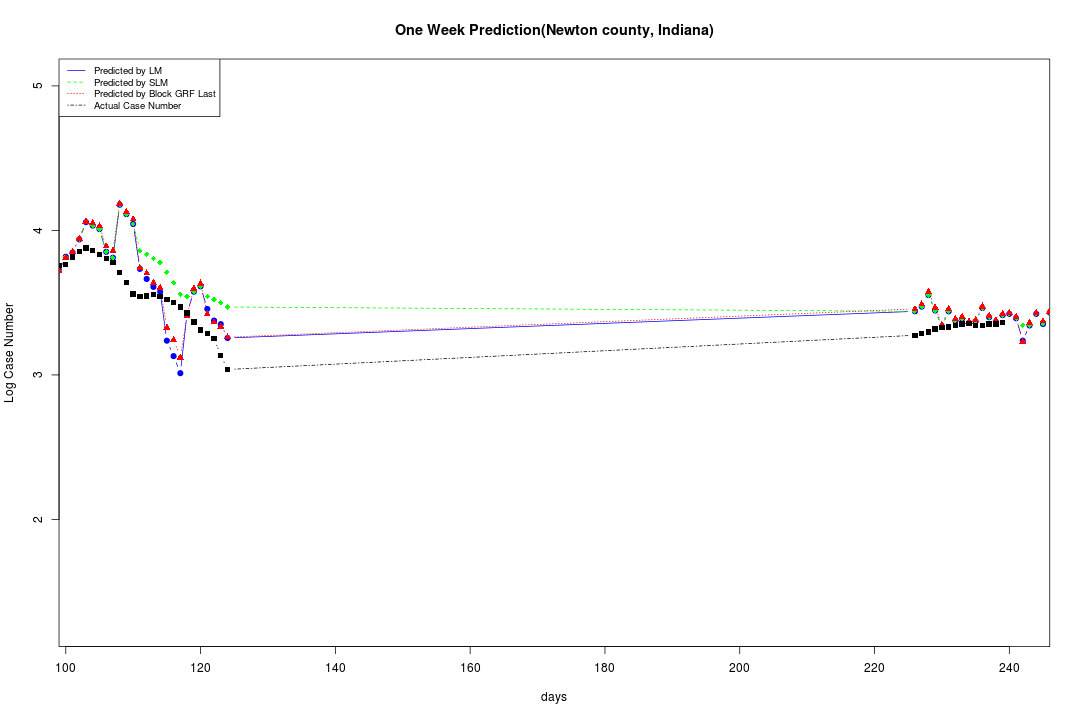 One Week Prediction(Newton county, Indiana)
Predicted by LM
Predicted by SLM
Predicted by Block GRF Last
Actual Case Number
5
4
3
2
Log Case Number
100 120 140 160 180 200 220 240
days